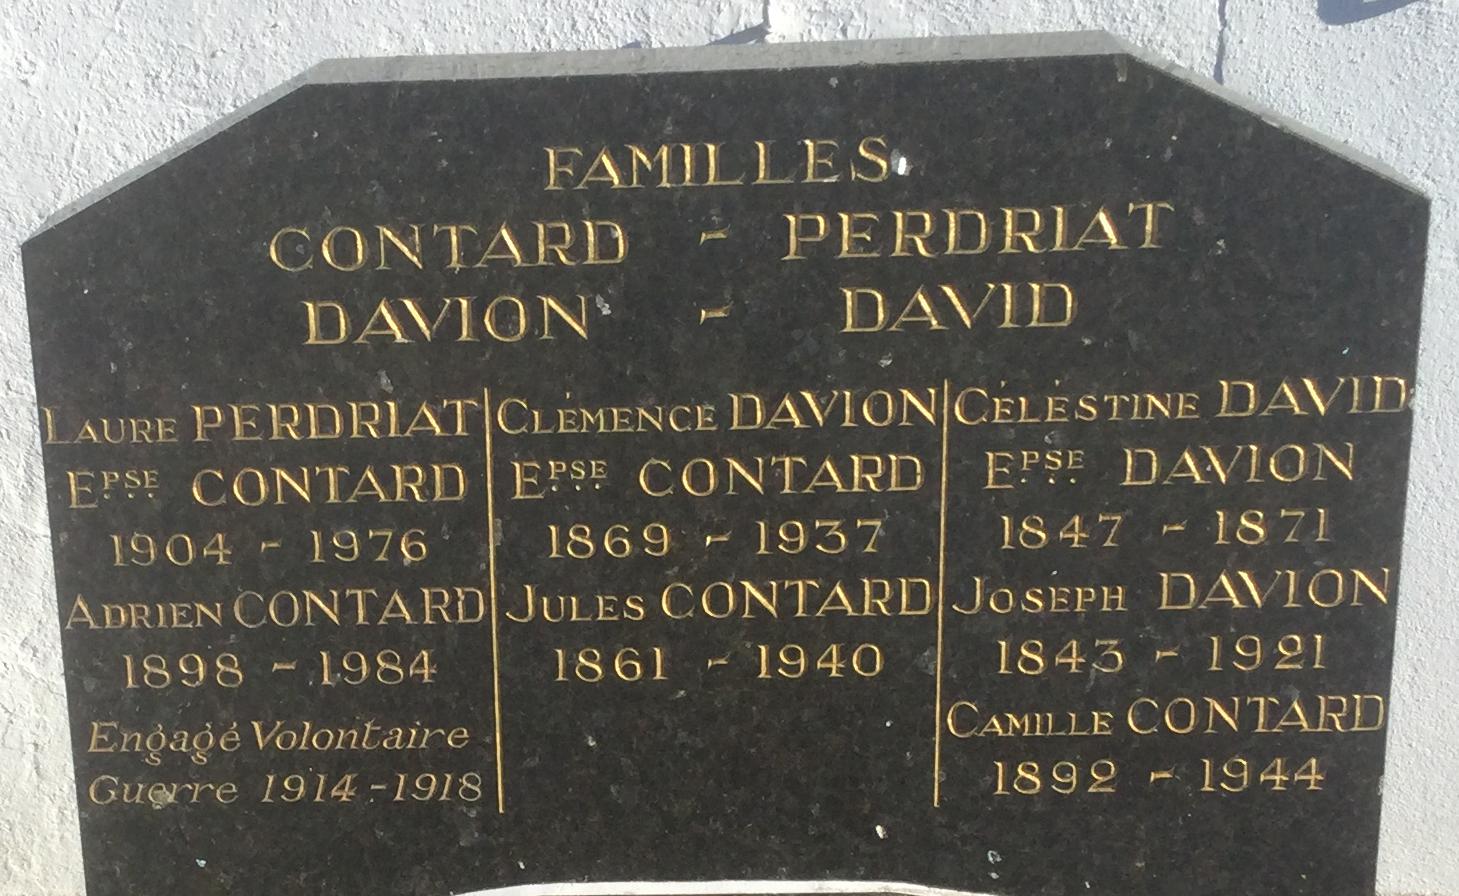 FAMILLES
CONTARD - PERDRIAT
DAVION - DAVID
LAURE PERDRIAT
EPSE CONTARD
1904 - 1976
ADRIEN CONTARD
1898 - 1984
Engagé Volontaire
Guerre 1914-1918
CLÉMENCE DAVION
EPSE CONTARD
1869 - 1937
JULES CONTARD
1861 - 1940
CÉLÉSTINE DAVID
EPSE DAVION
1847 - 1871
JOSEPH DAVION
1843 - 1921
CAMILLE CONTARD
1892 - 1944